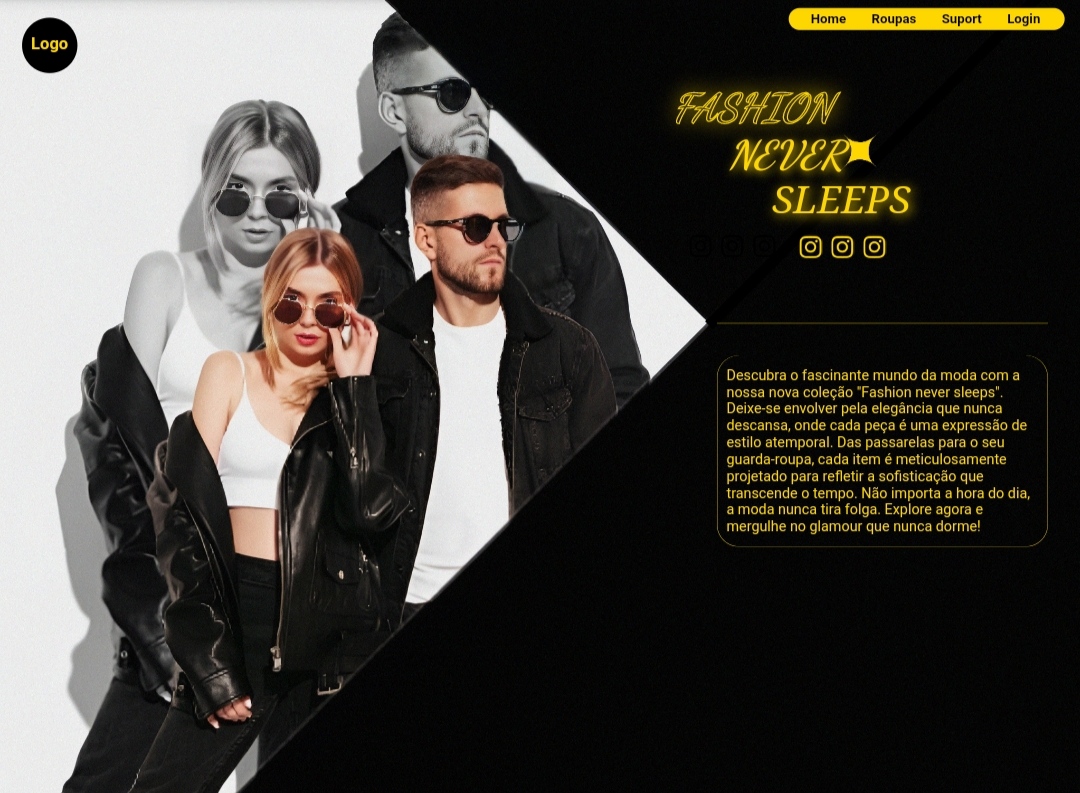 Logo
Home Roupas Suport Login
FASHION
NEVER
SLEEPS
Descubra o fascinante mundo da moda com a
nossa nova coleção "Fashion never sleeps".
Deixe-se envolver pela elegância que nunca
descansa, onde cada peça é uma expressão de
estilo atemporal. Das passarelas para o seu
guarda-roupa, cada item é meticulosamente
projetado para refletir a sofisticação que
transcende o tempo. Não importa a hora do dia,
a moda nunca tira folga. Explore agora e
mergulhe no glamour que nunca dorme!